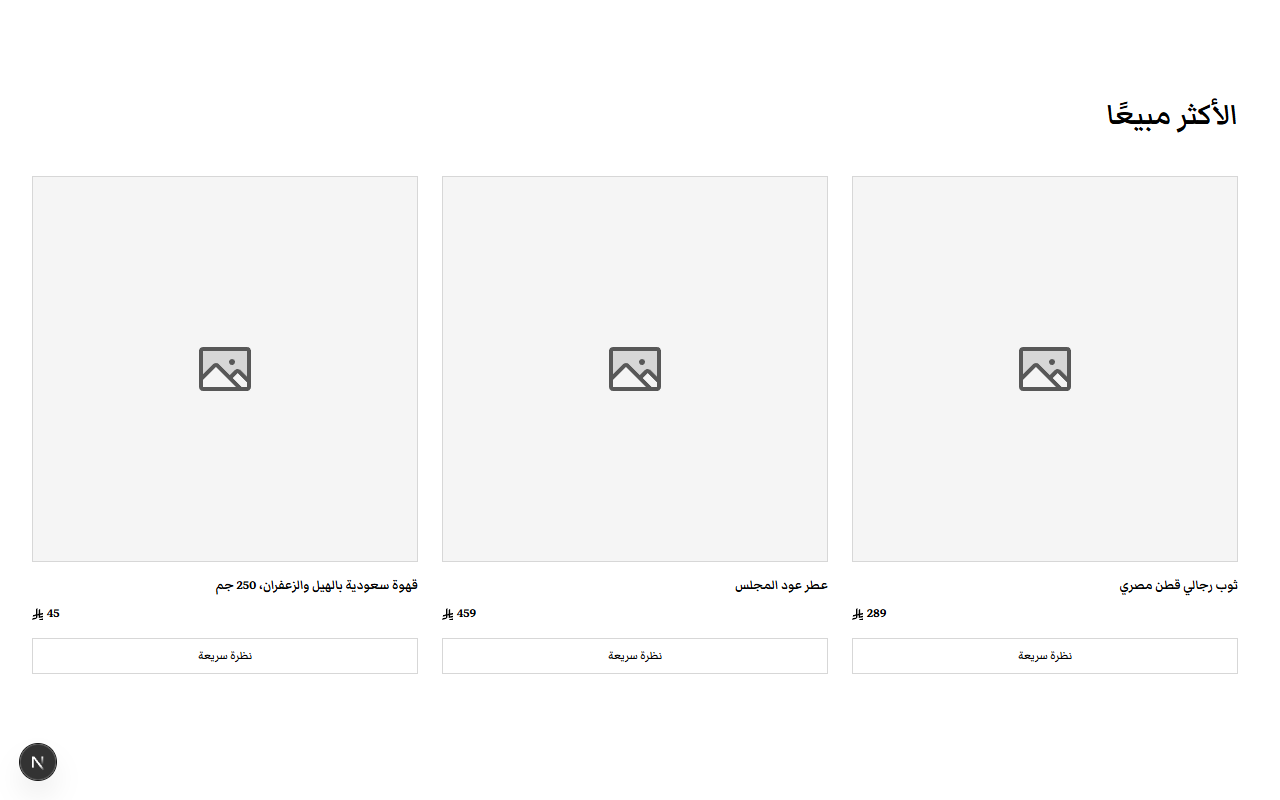 الأكثر مبيعًا
ثوب رجالي قطن مصري
289 ⃁
نظرة سريعة
عطر عود المجلس
459 ⃁
نظرة سريعة
قهوة سعودية بالهيل والزعفران، 250 جم
45 ⃁
نظرة سريعة
N